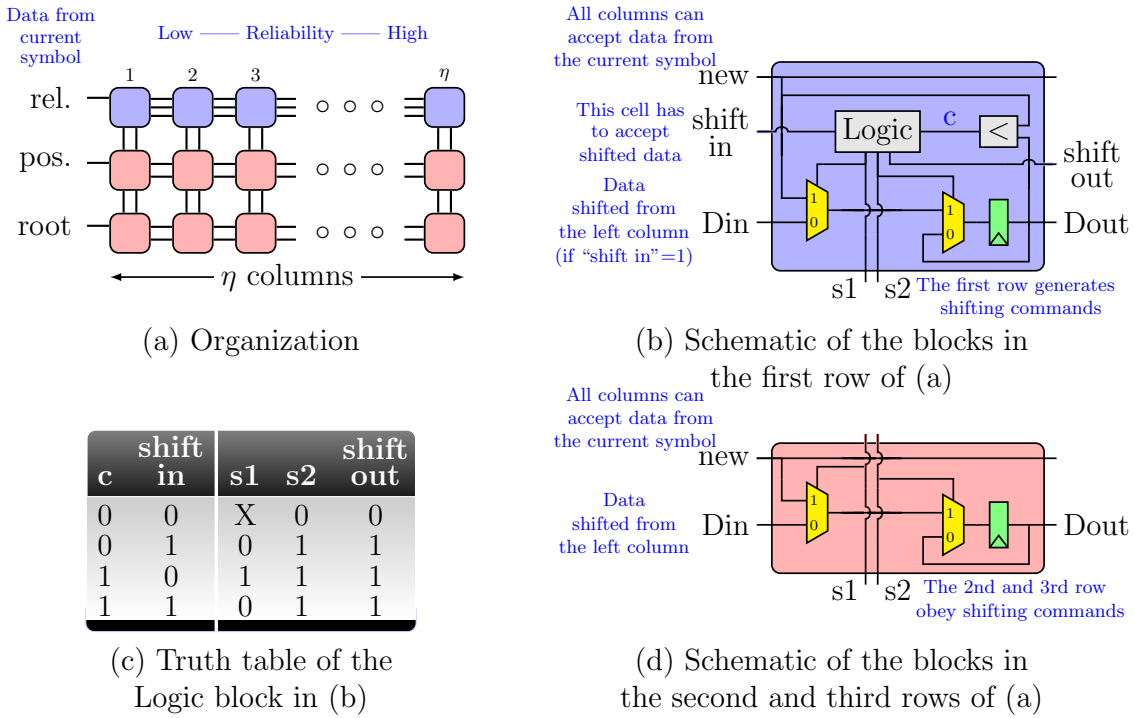 Data from
current
symbol
Low —— Reliability —— High
1 2 3 η
rel.
pos.
root
η columns
(a) Organization
All columns can
accept data from
the current symbol
new
This cell has
to accept
shifted data
shift
in
Logic
c
<
shift
out
Data
shifted from
the left column
(if “shift in”=1)
Din
1
0
1
0
Dout
s1 s2
The first row generates
shifting commands
(b) Schematic of the blocks in
the first row of (a)
c shift in s1 s2 shift out
0 0 X 0 0
0 1 0 1 1
1 0 1 1 1
1 1 0 1 1
(c) Truth table of the
Logic block in (b)
All columns can
accept data from
the current symbol
new
Data
shifted from
the left column
Din
1
0
1
0
Dout
s1 s2
The 2nd and 3rd row
obey shifting commands
(d) Schematic of the blocks in
the second and third rows of (a)